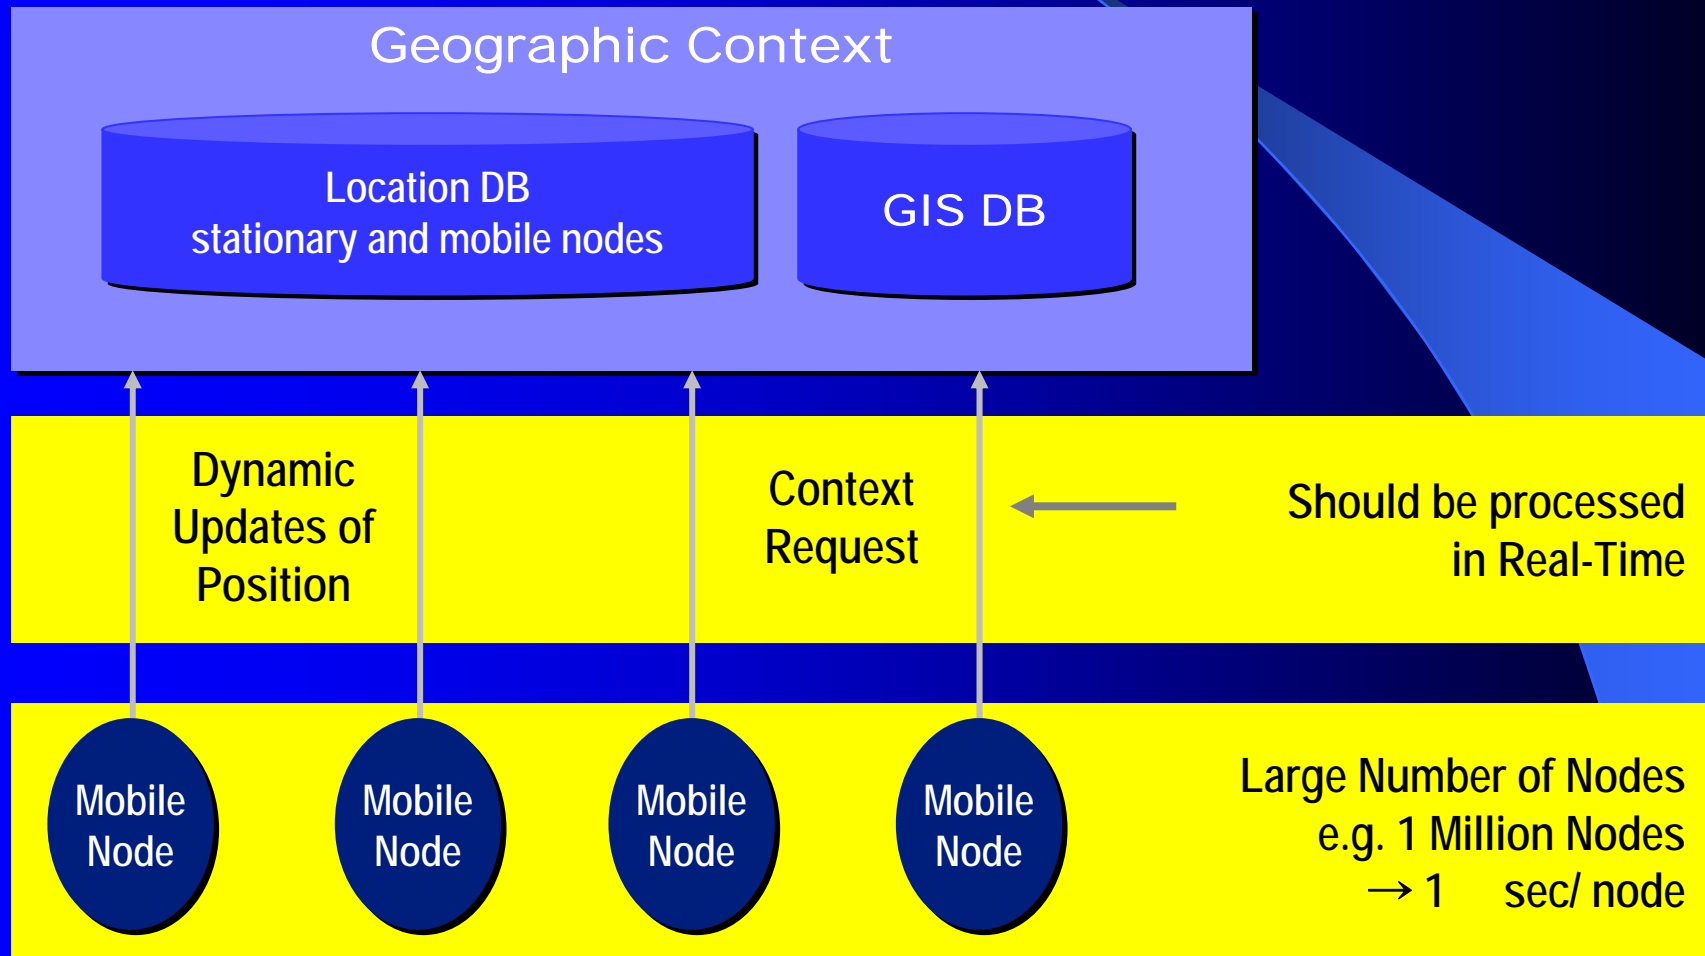 Geographic Context
Location DB
stationary and mobile nodes
GIS DB
Dynamic
Updates of
Position
Context
Request
Should be processed
in Real-Time
Mobile
Node
Mobile
Node
Mobile
Node
Mobile
Node
Large Number of Nodes
e.g. 1 Million Nodes
→ 1 sec/ node